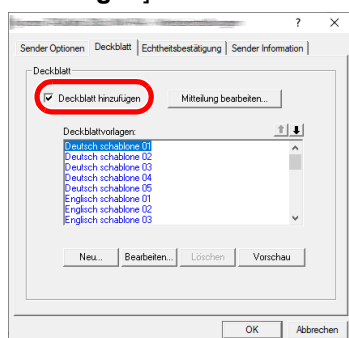 ? ×
Sender Optionen Deckblatt Echtheitsbestätigung Sender Information
Deckblatt
Deckblatt hinzufügen Mitteilung bearbeiten...
Deckblattvorlagen:
Deutsch schablone 01
Deutsch schablone 02
Deutsch schablone 03
Deutsch schablone 04
Deutsch schablone 05
Englisch schablone 01
Englisch schablone 02
Englisch schablone 03
Neu... Bearbeiten... Löschen Vorschau
OK Abbrechen